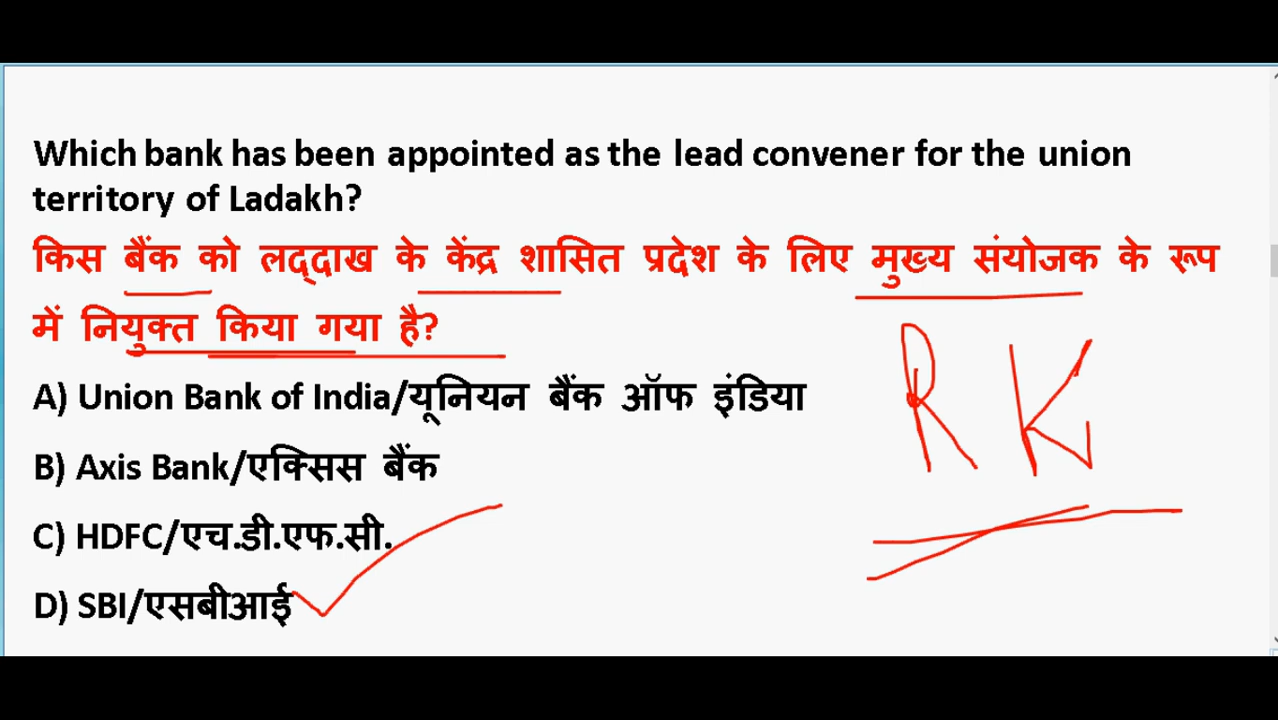 Which bank has been appointed as the lead convener for the union
territory of Ladakh?
किस बैंक को लद्दाख के केंद्र शासित प्रदेश के लिए मुख्य संयोजक के रूप
में नियुक्त किया गया है?
A) Union Bank of India/यूनियन बैंक ऑफ इंडिया
B) Axis Bank/एक्सिस बैंक
C) HDFC/एच.डी.एफ.सी.
D) SBI/एसबीआई
R K